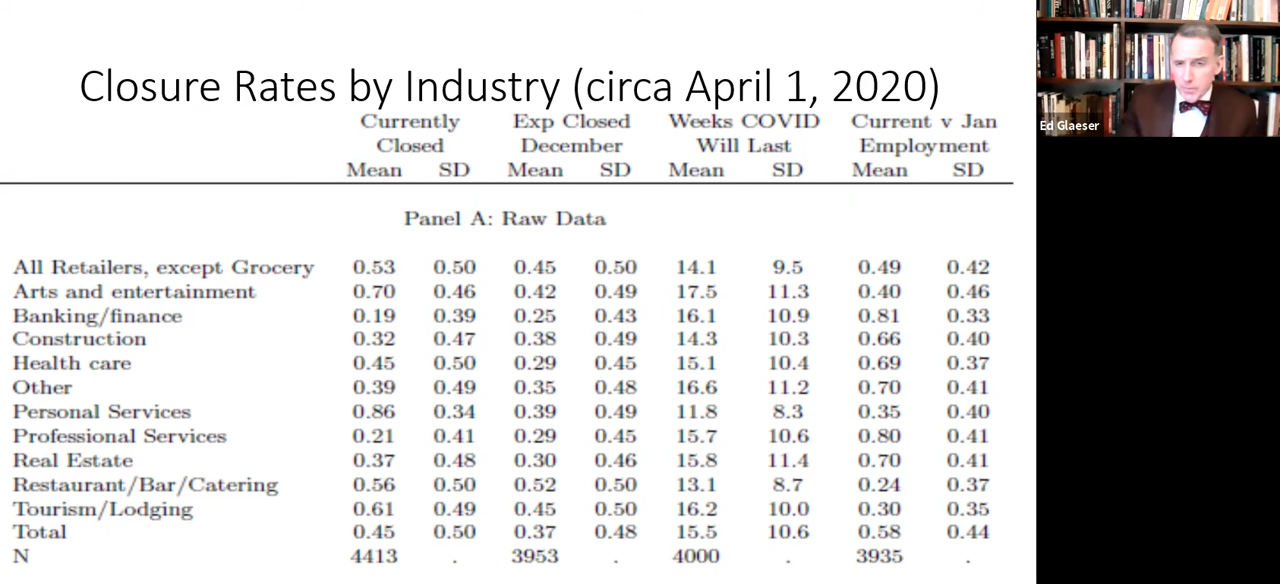 Closure Rates by Industry (circa April 1, 2020)
Currently Exp Closed Weeks COVID Current v Jan
Closed December Will Last Employment
Mean SD Mean SD Mean SD Mean SD
Panel A: Raw Data
All Retailers, except Grocery 0.53 0.50 0.45 0.50 14.1 9.5 0.49 0.42
Arts and entertainment 0.70 0.46 0.42 0.49 17.5 11.3 0.40 0.46
Banking/finance 0.19 0.39 0.25 0.43 16.1 10.9 0.81 0.33
Construction 0.32 0.47 0.38 0.49 14.3 10.3 0.66 0.40
Health care 0.45 0.50 0.29 0.45 15.1 10.4 0.69 0.37
Other 0.39 0.49 0.35 0.48 16.6 11.2 0.70 0.41
Personal Services 0.86 0.34 0.39 0.49 11.8 8.3 0.35 0.40
Professional Services 0.21 0.41 0.29 0.45 15.7 10.6 0.80 0.41
Real Estate 0.37 0.48 0.30 0.46 15.8 11.4 0.70 0.41
Restaurant/Bar/Catering 0.56 0.50 0.52 0.50 13.1 8.7 0.24 0.37
Tourism/Lodging 0.61 0.49 0.45 0.50 16.2 10.0 0.30 0.35
Total 0.45 0.50 0.37 0.48 15.5 10.6 0.58 0.44
N 4413 . 3953 . 4000 . 3935 .
Ed Glaeser